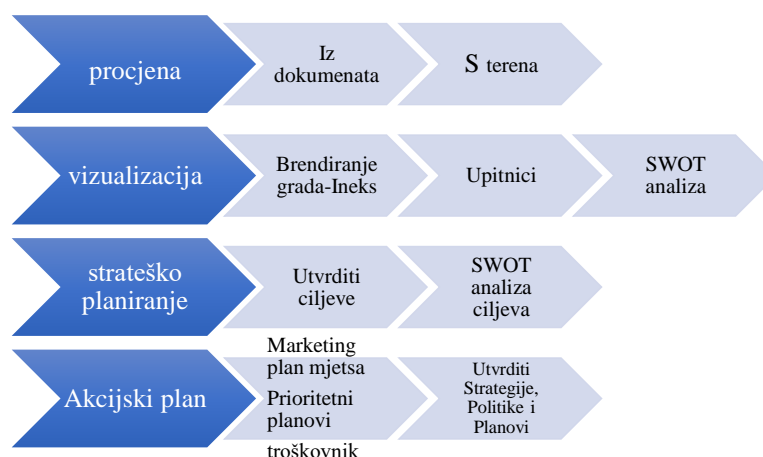 procjena
Iz
dokumenata
S terena
vizualizacija
Brendiranje
grada-Ineks
Upitnici
SWOT
analiza
strateško
planiranje
Utvrditi
ciljeve
SWOT
analiza
ciljeva
Akcijski plan
Marketing
plan mjetsa
Prioritetni
planovi
troškovnik
Utvrditi
Strategije,
Politike i
Planovi